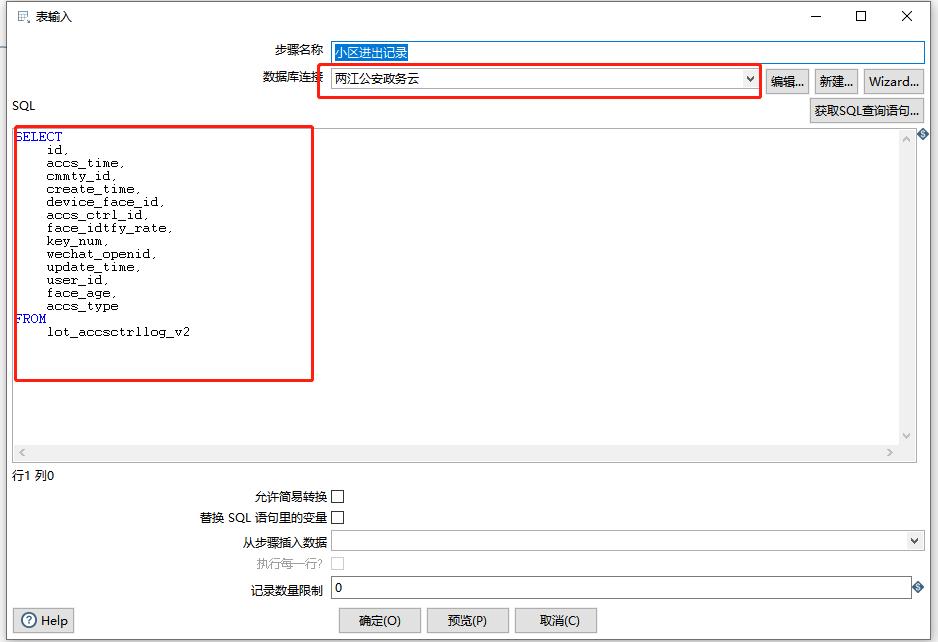 表输入
步骤名称 小区进出记录
数据库连接 两江公安政务云 编辑... 新建... Wizard...
SQL 获取SQL查询语句...
SELECT
id,
accs_time,
cmmty_id,
create_time,
device_face_id,
accs_ctrl_id,
face_idtfy_rate,
key_num,
wechat_openid,
update_time,
user_id,
face_age,
accs_type
FROM
lot_accsctrllog_v2
行1 列0
允许简易转换
替换 SQL 语句里的变量
从步骤插入数据
执行每一行?
记录数量限制 0
Help 确定(O) 预览(P) 取消(C)